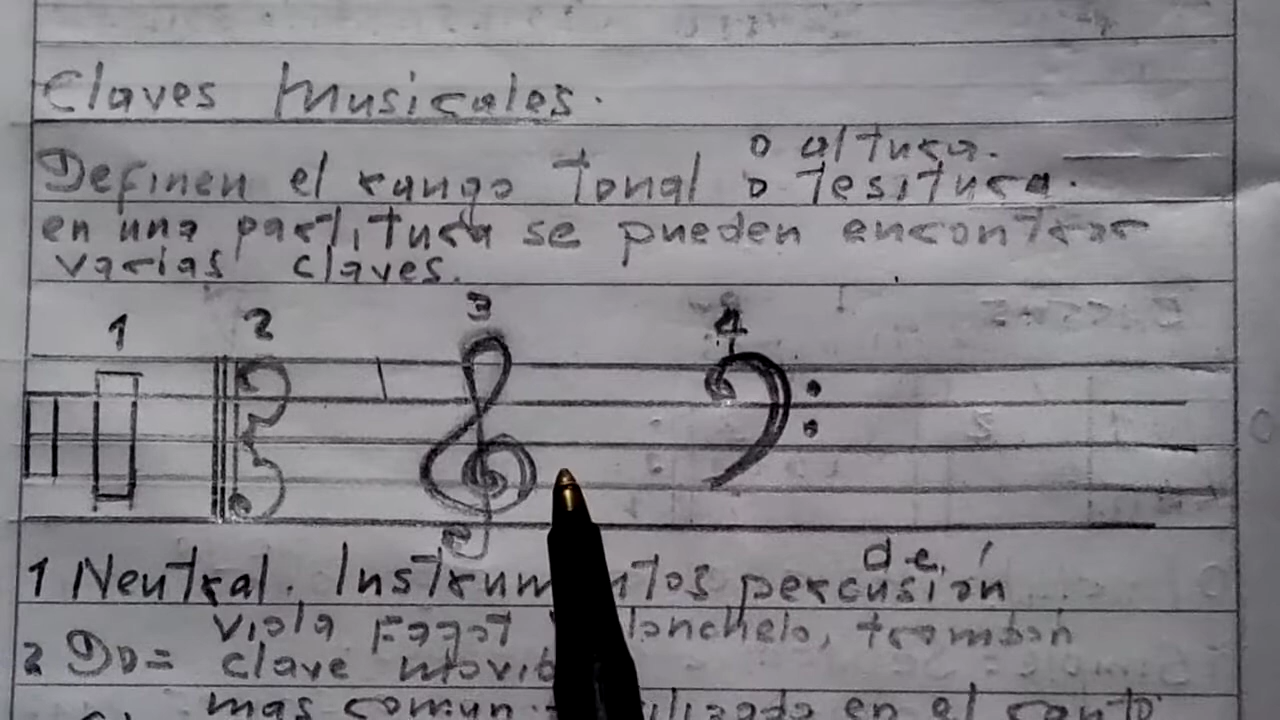 Claves Musicales.
o altura.
Definen el rango Tonal o Tesitura.
en una partitura se pueden encontrar
varias claves.
1 2 3 4
de
1 Neutral. Instrumentos percusión
viola Fagot trombón
2 Do = clave
mas comun. en el canto